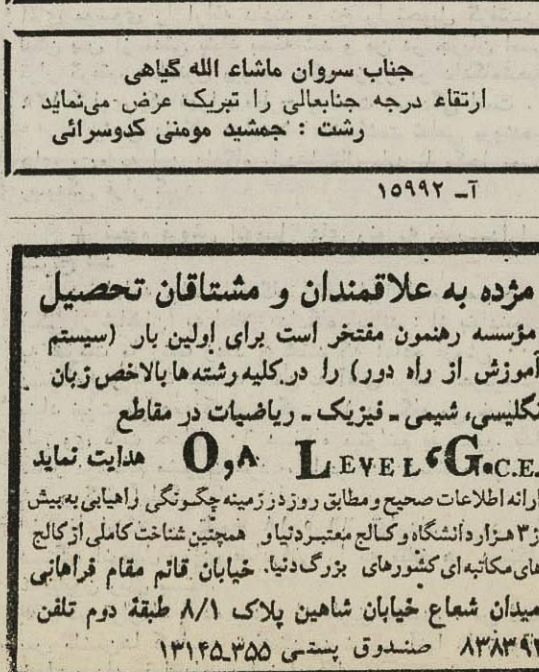 جناب سروان ماشاء الله گیاهی
ارتقاء درجه جنابعالی را تبریک عرض می‌نماید
رشت : جمشید مومنی کدوسرائی
آـ ۱۵۹۹۲
مژده به علاقمندان و مشتاقان تحصیل
مؤسسه رهنمون مفتخر است برای اولین بار (سیستم
آموزش از راه دور) را در کلیه رشته‌ها بالاخص زبان
نگلیسی، شیمی ـ فیزیک ـ ریاضیات در مقاطع
G.C.E. و O, A LEVEL هدایت نماید
ارائه اطلاعات صحیح و مطابق روز در زمینه چگونگی راهیابی به بیش
از ۳ هزار دانشگاه و کالج معتبر دنیا و همچنین شناخت کاملی از کالج
های مکاتبه‌ای کشورهای بزرگ دنیا. خیابان قائم مقام فراهانی
میدان شعاع خیابان شاهین پلاک ۸/۱ طبقهٔ دوم تلفن
۸۳۸۳۹۲ صندوق پستی ۳۵۵ـ۱۳۱۴۵